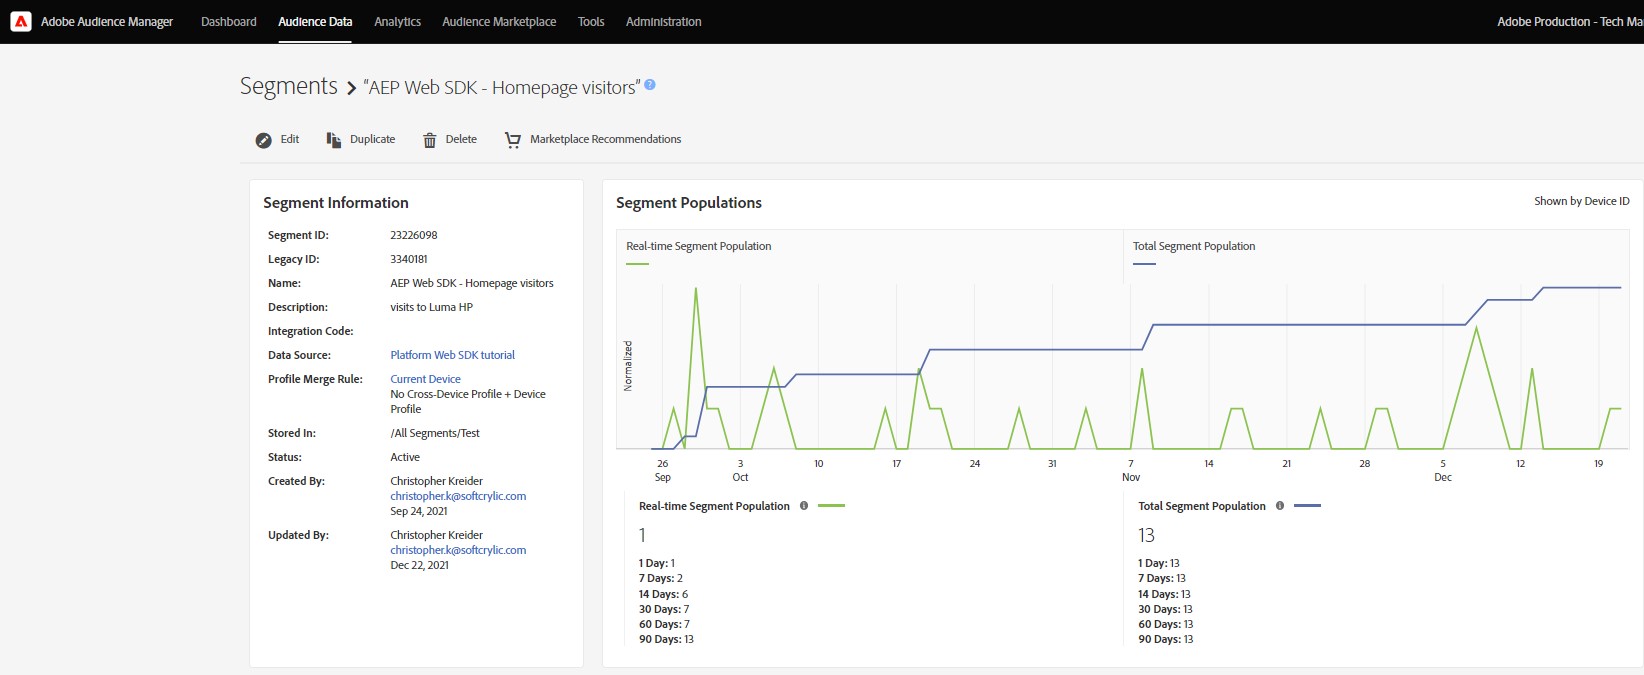 Adobe Audience Manager Dashboard Audience Data Analytics Audience Marketplace Tools Administration Adobe Production - Tech Ma
Segments > “AEP Web SDK - Homepage visitors” ?
Edit Duplicate Delete Marketplace Recommendations
Segment Information
Segment ID: 23226098
Legacy ID: 3340181
Name: AEP Web SDK - Homepage visitors
Description: visits to Luma HP
Integration Code:
Data Source: Platform Web SDK tutorial
Profile Merge Rule: Current Device
No Cross-Device Profile + Device
Profile
Stored In: /All Segments/Test
Status: Active
Created By: Christopher Kreider
christopher.k@softcrylic.com
Sep 24, 2021
Updated By: Christopher Kreider
christopher.k@softcrylic.com
Dec 22, 2021
Segment Populations Shown by Device ID
Real-time Segment Population Total Segment Population
Normalized
26 3 10 17 24 31 7 14 21 28 5 12 19
Sep Oct Nov Dec
Real-time Segment Population
1
1 Day: 1
7 Days: 2
14 Days: 6
30 Days: 7
60 Days: 7
90 Days: 13
Total Segment Population
13
1 Day: 13
7 Days: 13
14 Days: 13
30 Days: 13
60 Days: 13
90 Days: 13